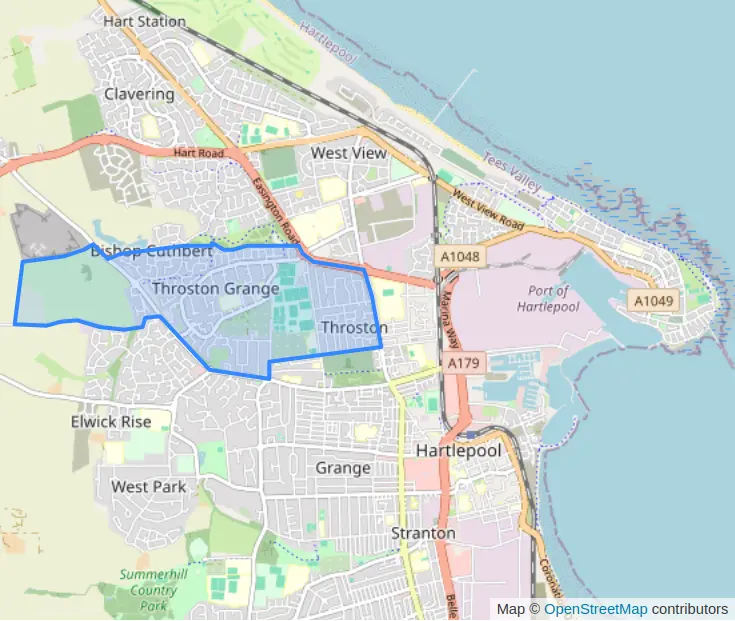 Hart Station
Hartlepool
Clavering
Hart Road
West View
Tees Valley
Easington Road
West View Road
Bishop Cuthbert
A1048
Throston Grange
Port of
Hartlepool
A1049
Marina Way
Throston
A179
Elwick Rise
Hartlepool
Grange
West Park
Stranton
Summerhill
Country
Park
Belle
Coronati
Map © OpenStreetMap contributors